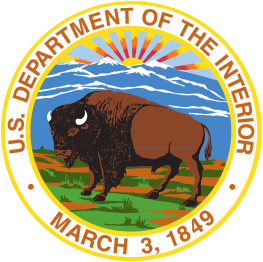 U.S. DEPARTMENT OF THE INTERIOR
MARCH 3, 1849